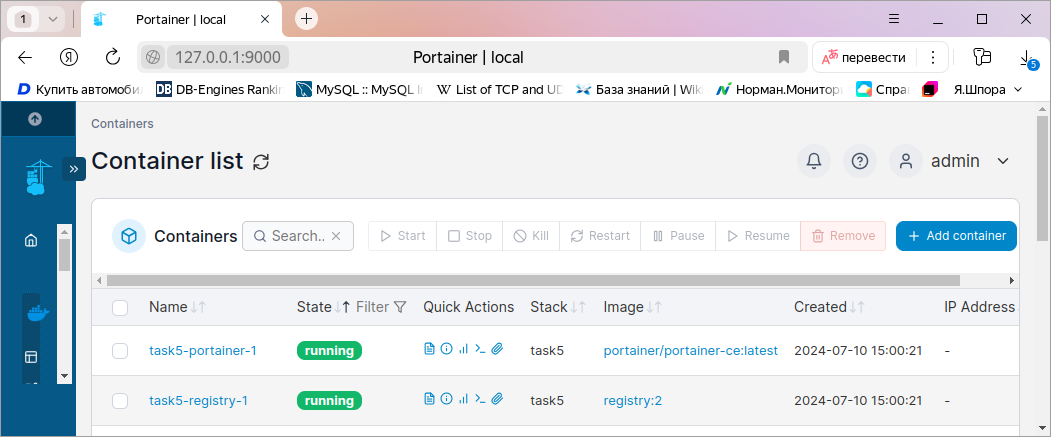 1
Portainer | local
Я
127.0.0.1:9000
Portainer | local
перевести
5
Купить автомобил
DB DB-Engines Rankin
MySQL :: MySQL I
W List of TCP and UD
База знаний | Wiki
Норман.Монитор
Спра
Я.Шпора
Containers
Container list
admin
Containers
Search..
Start
Stop
Kill
Restart
Pause
Resume
Remove
Add container
Name State Filter Quick Actions Stack Image Created IP Address
task5-portainer-1 running task5 portainer/portainer-ce:latest 2024-07-10 15:00:21 -
task5-registry-1 running task5 registry:2 2024-07-10 15:00:21 -